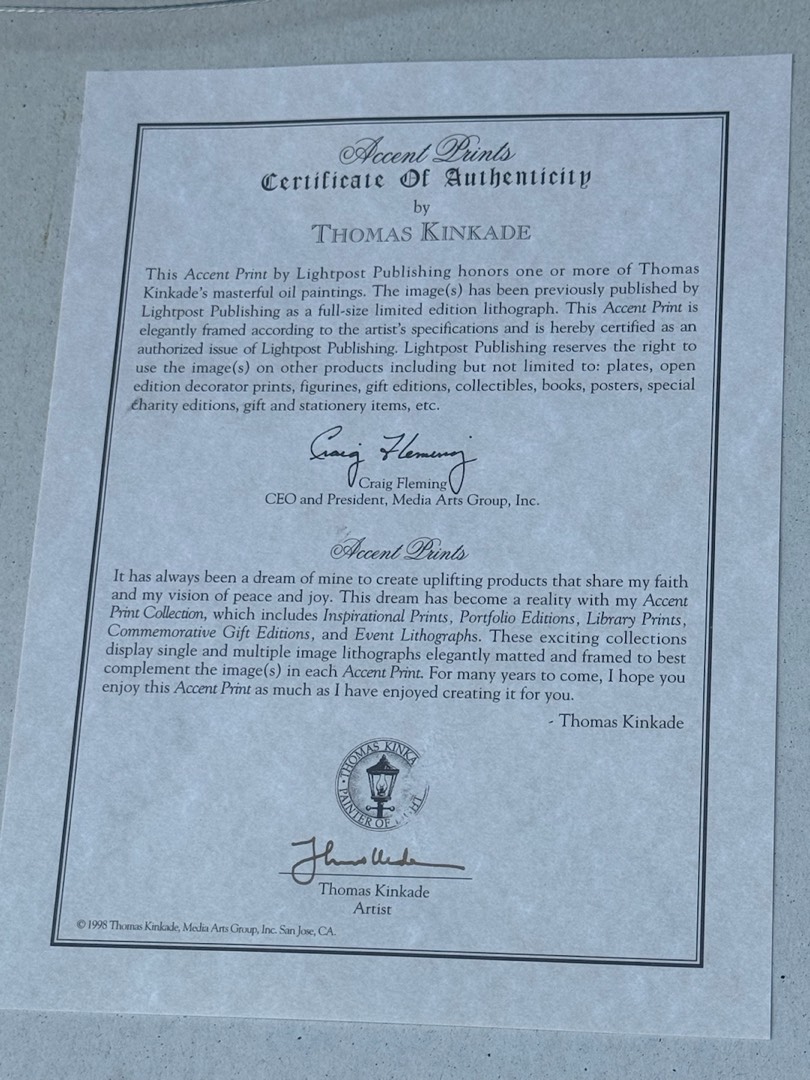 Accent Prints
Certificate Of Authenticity
by
THOMAS KINKADE
This Accent Print by Lightpost Publishing honors one or more of Thomas
Kinkade's masterful oil paintings. The image(s) has been previously published by
Lightpost Publishing as a full-size limited edition lithograph. This Accent Print is
elegantly framed according to the artist's specifications and is hereby certified as an
authorized issue of Lightpost Publishing. Lightpost Publishing reserves the right to
use the image(s) on other products including but not limited to: plates, open
edition decorator prints, figurines, gift editions, collectibles, books, posters, special
charity editions, gift and stationery items, etc.
Craig Fleming
Craig Fleming
CEO and President, Media Arts Group, Inc.
Accent Prints
It has always been a dream of mine to create uplifting products that share my faith
and my vision of peace and joy. This dream has become a reality with my Accent
Print Collection, which includes Inspirational Prints, Portfolio Editions, Library Prints,
Commemorative Gift Editions, and Event Lithographs. These exciting collections
display single and multiple image lithographs elegantly matted and framed to best
complement the image(s) in each Accent Print. For many years to come, I hope you
enjoy this Accent Print as much as I have enjoyed creating it for you.
- Thomas Kinkade
THOMAS KINKA
PAINTER OF
Thomas Kinkade
Artist
© 1998 Thomas Kinkade, Media Arts Group, Inc. San Jose, CA.